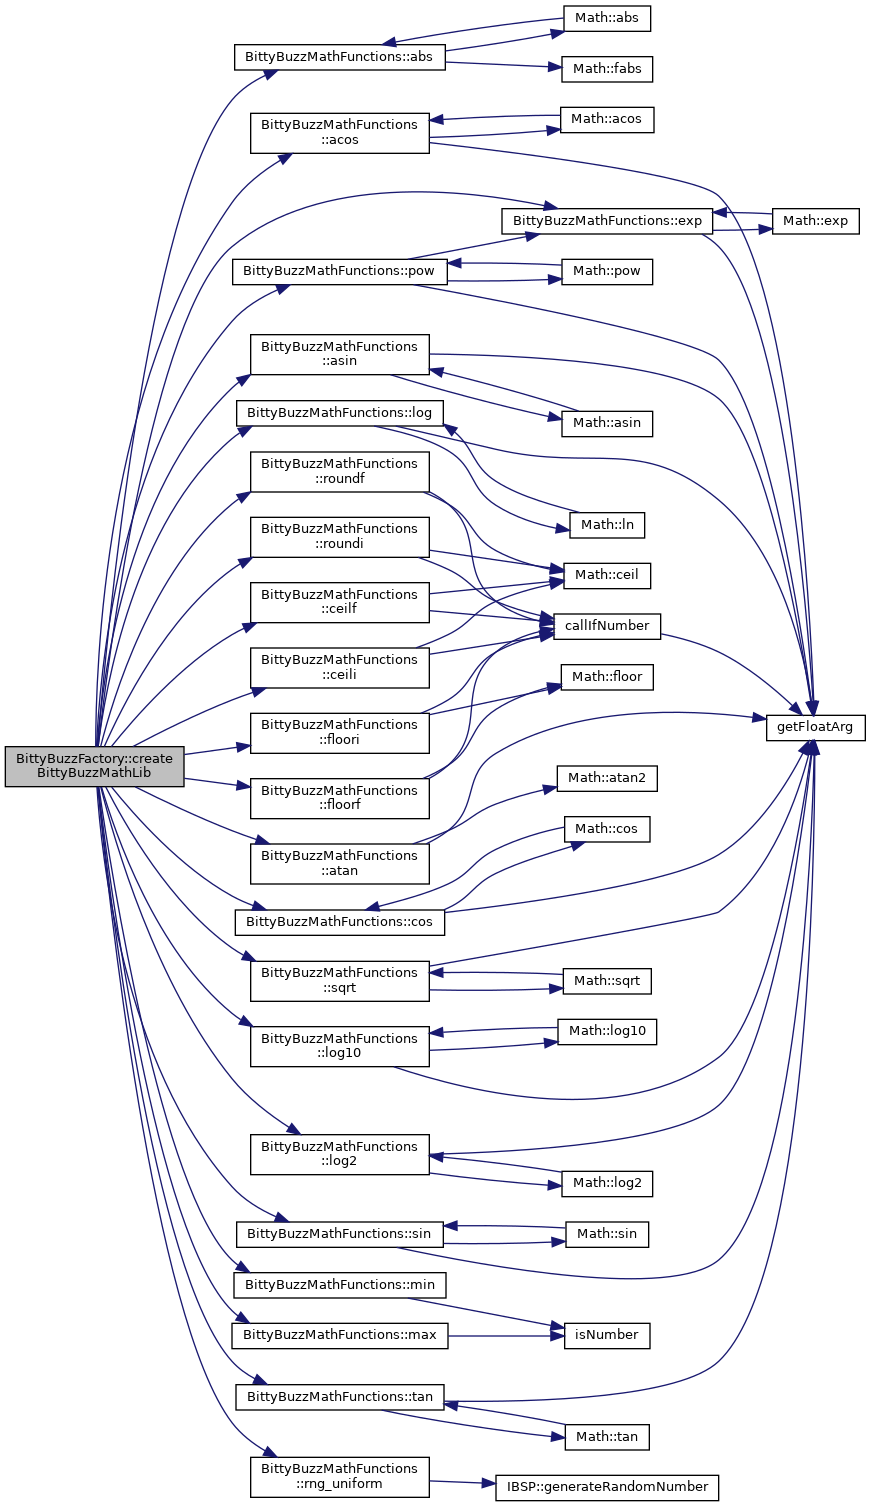 Math::abs
BittyBuzzMathFunctions::abs
Math::fabs
Math::acos
BittyBuzzMathFunctions
::acos
BittyBuzzMathFunctions::exp
Math::exp
BittyBuzzMathFunctions::pow
Math::pow
BittyBuzzMathFunctions
::asin
BittyBuzzMathFunctions::log
Math::asin
BittyBuzzMathFunctions
::roundf
Math::ln
BittyBuzzMathFunctions
::roundi
Math::ceil
BittyBuzzMathFunctions
::ceilf
callIfNumber
BittyBuzzMathFunctions
::ceili
Math::floor
BittyBuzzMathFunctions
::floori
getFloatArg
BittyBuzzFactory::create
BittyBuzzMathLib
BittyBuzzMathFunctions
::floorf
Math::atan2
Math::cos
BittyBuzzMathFunctions
::atan
BittyBuzzMathFunctions::cos
BittyBuzzMathFunctions
::sqrt
Math::sqrt
BittyBuzzMathFunctions
::log10
Math::log10
BittyBuzzMathFunctions
::log2
Math::log2
BittyBuzzMathFunctions::sin
Math::sin
BittyBuzzMathFunctions::min
BittyBuzzMathFunctions::max
isNumber
BittyBuzzMathFunctions::tan
Math::tan
BittyBuzzMathFunctions
::rng_uniform
IBSP::generateRandomNumber